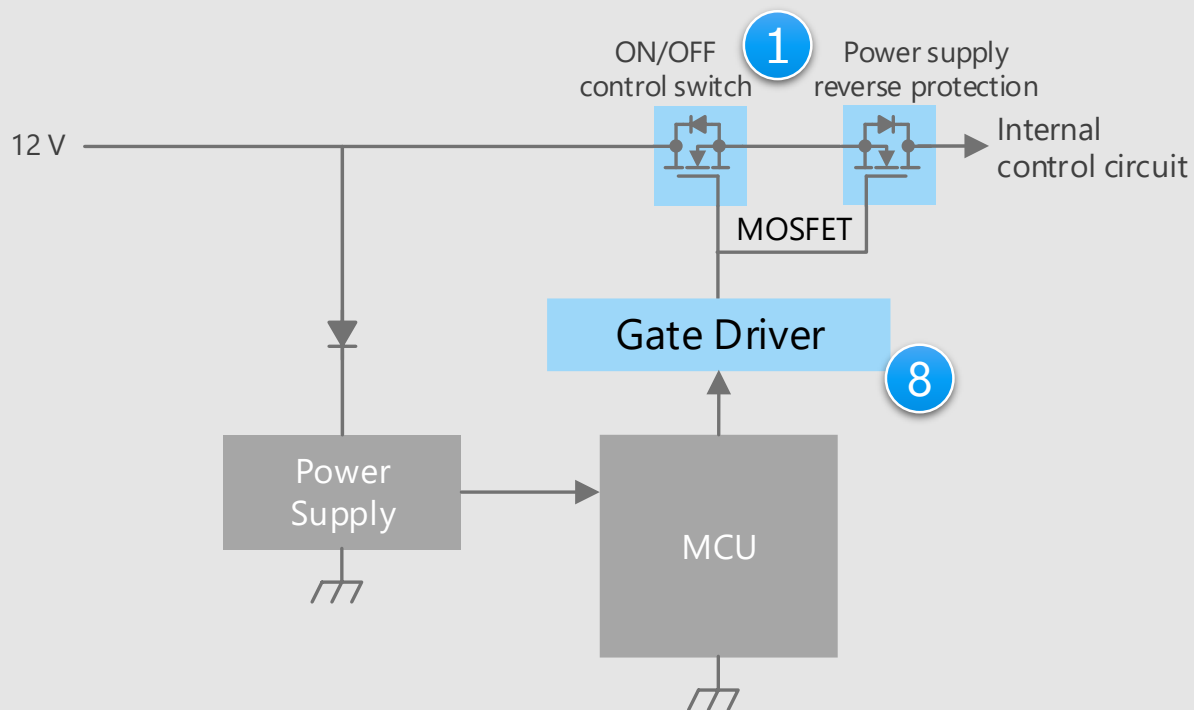 ON/OFF
control switch
1
Power supply
reverse protection
12 V
Internal
control circuit
MOSFET
Gate Driver
8
Power
Supply
MCU